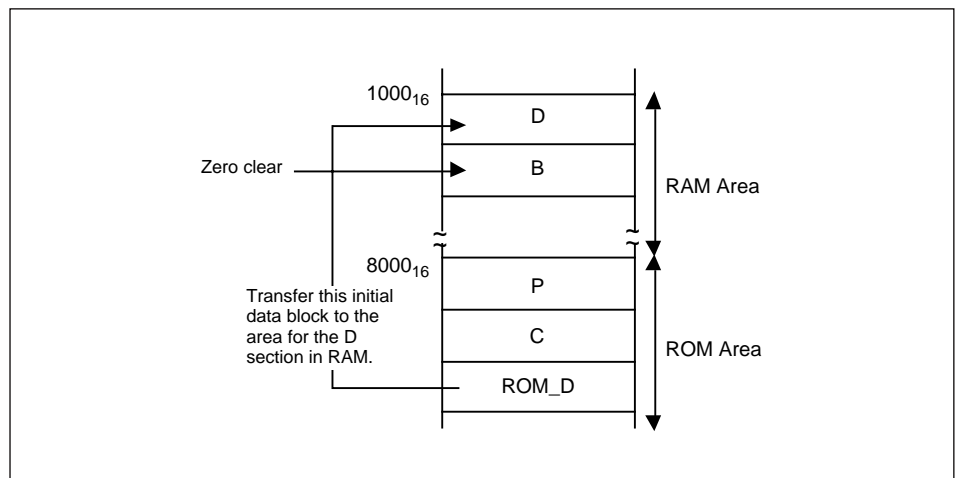 1000₁₆
D
Zero clear
B
RAM Area
8000₁₆
P
Transfer this initial
data block to the
area for the D
section in RAM.
C
ROM Area
ROM_D